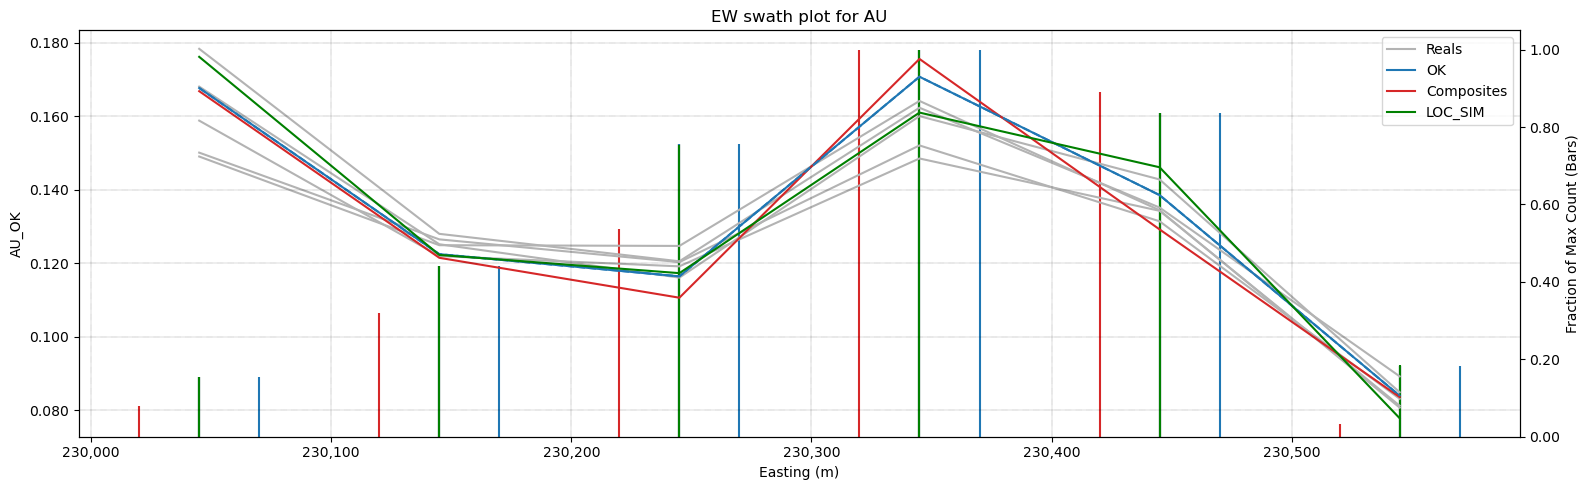 EW swath plot for AU
0.180
0.160
0.140
0.120
0.100
0.080
AU_OK
1.00
0.80
0.60
0.40
0.20
0.00
Fraction of Max Count (Bars)
Reals
OK
Composites
LOC_SIM
230,000
230,100
230,200
230,300
230,400
230,500
Easting (m)